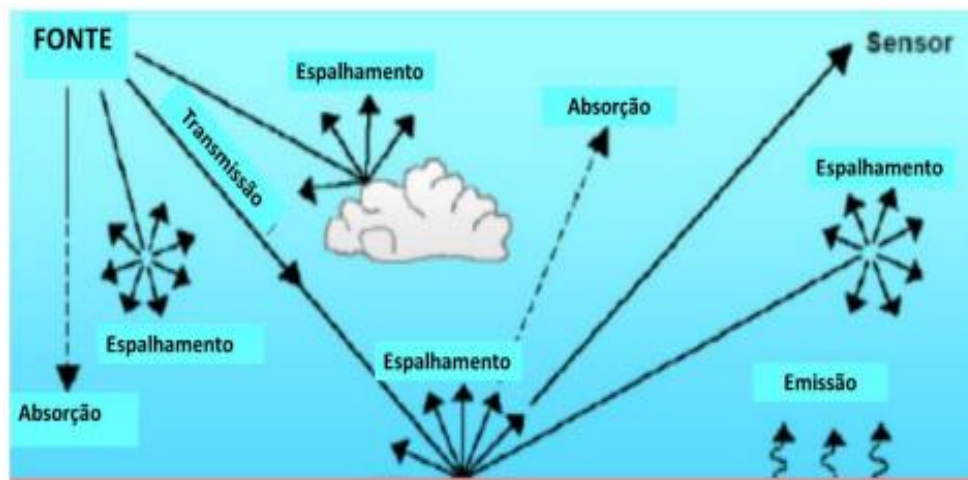 FONTE
Sensor
Espalhamento
Absorção
Transmissão
Espalhamento
Espalhamento
Espalhamento
Emissão
Absorção